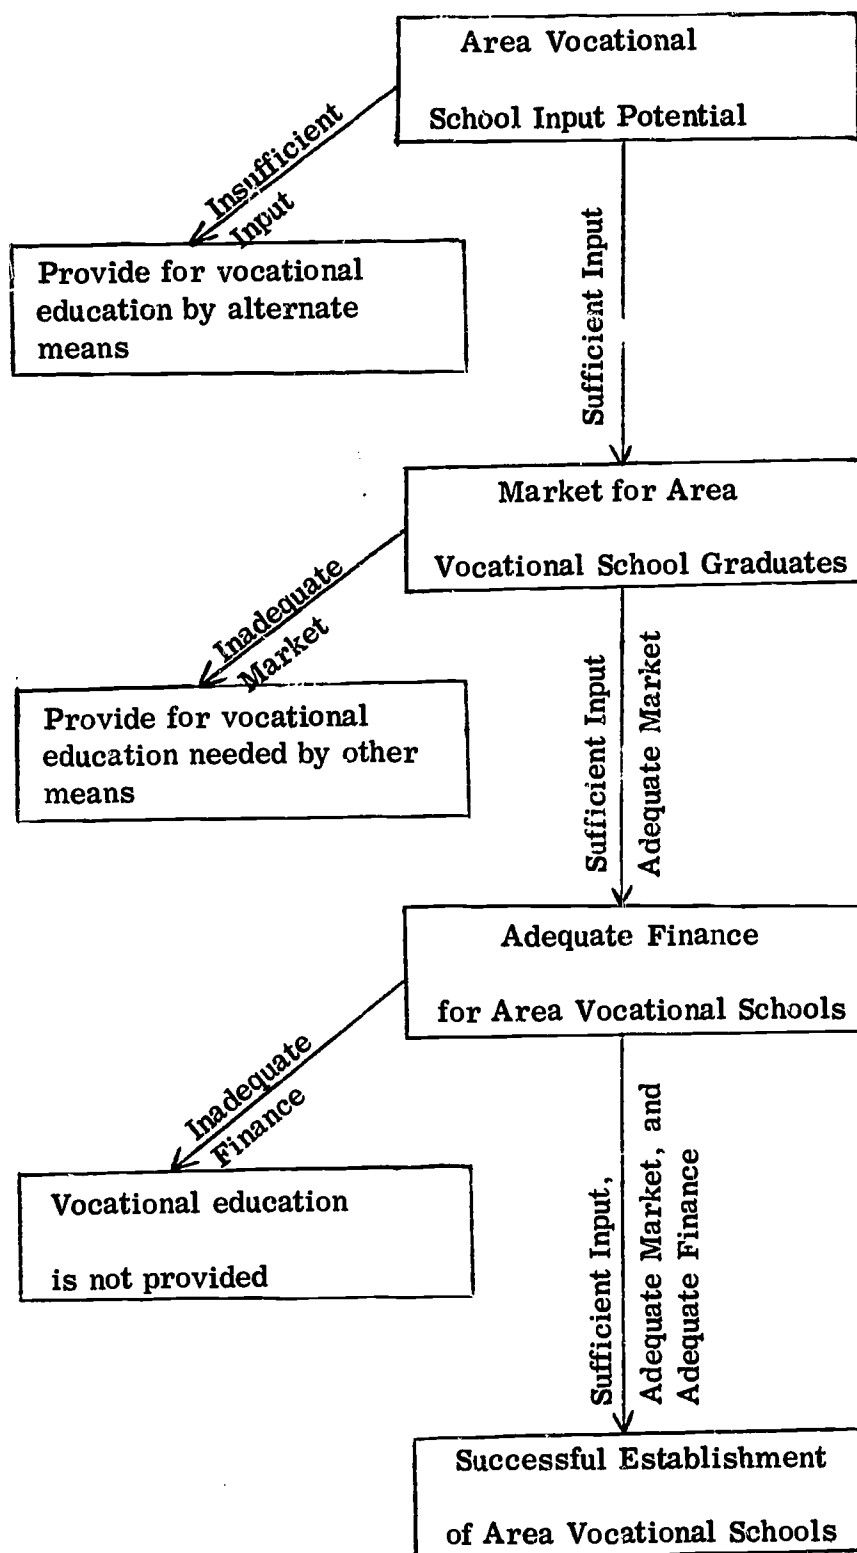 Area Vocational
School Input Potential
Insufficient
Input
Sufficient Input
Provide for vocational
education by alternate
means
Market for Area
Vocational School Graduates
Inadequate
Market
Sufficient Input
Adequate Market
Provide for vocational
education needed by other
means
Adequate Finance
for Area Vocational Schools
Inadequate
Finance
Sufficient Input,
Adequate Market, and
Adequate Finance
Vocational education
is not provided
Successful Establishment
of Area Vocational Schools